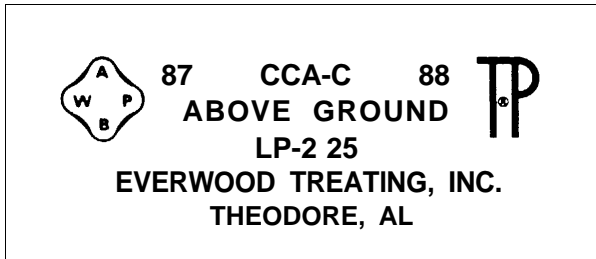 A W P B
87 CCA-C 88
TP ®
ABOVE GROUND
LP-2 25
EVERWOOD TREATING, INC.
THEODORE, AL